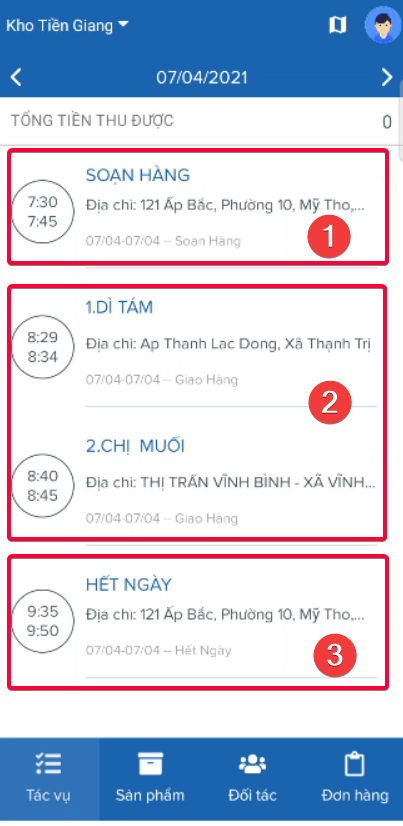 Kho Tiền Giang
07/04/2021
TỔNG TIỀN THU ĐƯỢC 0
SOẠN HÀNG
7:30
7:45
Địa chỉ: 121 Ấp Bắc, Phường 10, Mỹ Tho,...
07/04-07/04 -- Soạn Hàng
1
1.DÌ TÁM
8:29
8:34
Địa chỉ: Ap Thanh Lac Dong, Xã Thạnh Trị
07/04-07/04 -- Giao Hàng
2
2.CHỊ MUỐI
8:40
8:45
Địa chỉ: THỊ TRẤN VĨNH BÌNH - XÃ VĨNH...
07/04-07/04 -- Giao Hàng
HẾT NGÀY
9:35
9:50
Địa chỉ: 121 Ấp Bắc, Phường 10, Mỹ Tho,...
07/04-07/04 -- Hết Ngày
3
Tác vụ Sản phẩm Đối tác Đơn hàng